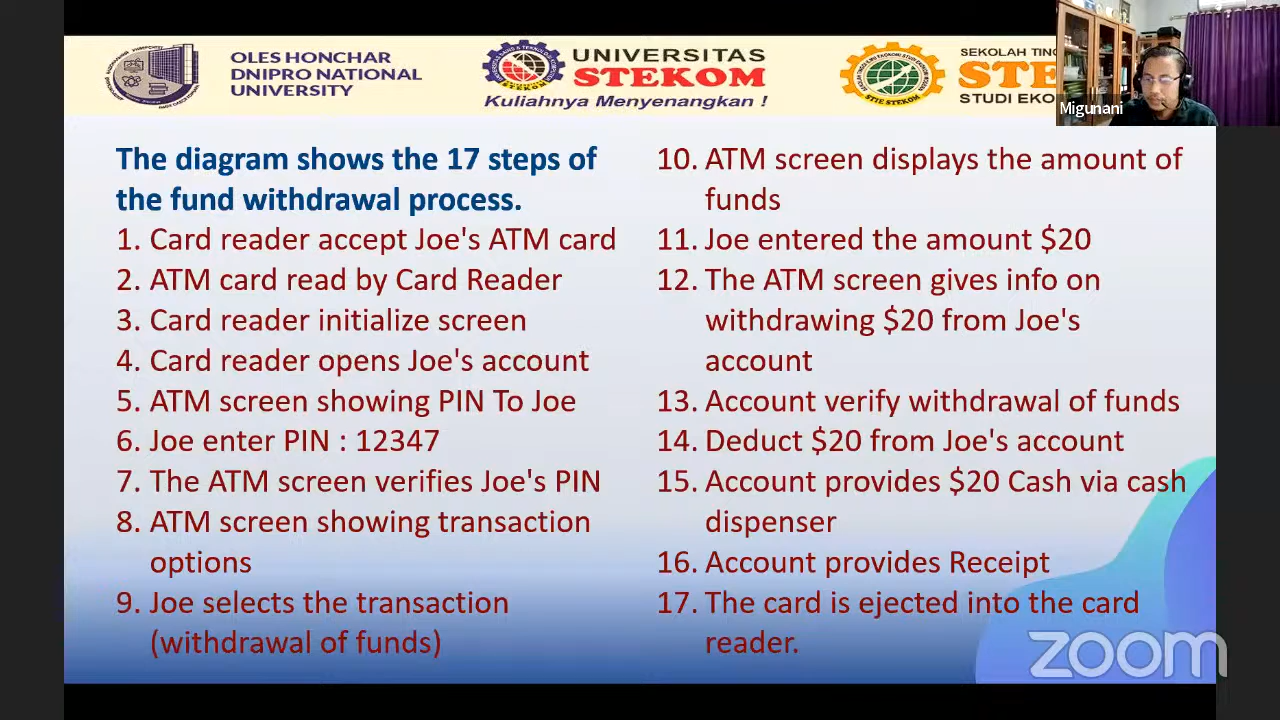 OLES HONCHAR
DNIPRO NATIONAL
UNIVERSITY
UNIVERSITAS
STEKOM
Kuliahnya Menyenangkan !
STIE STEKOM
SEKOLAH TING
STE
STUDI EKO
Migunani
The diagram shows the 17 steps of
the fund withdrawal process.
1. Card reader accept Joe's ATM card
2. ATM card read by Card Reader
3. Card reader initialize screen
4. Card reader opens Joe's account
5. ATM screen showing PIN To Joe
6. Joe enter PIN : 12347
7. The ATM screen verifies Joe's PIN
8. ATM screen showing transaction
options
9. Joe selects the transaction
(withdrawal of funds)
10. ATM screen displays the amount of
funds
11. Joe entered the amount $20
12. The ATM screen gives info on
withdrawing $20 from Joe's
account
13. Account verify withdrawal of funds
14. Deduct $20 from Joe's account
15. Account provides $20 Cash via cash
dispenser
16. Account provides Receipt
17. The card is ejected into the card
reader.
zoom